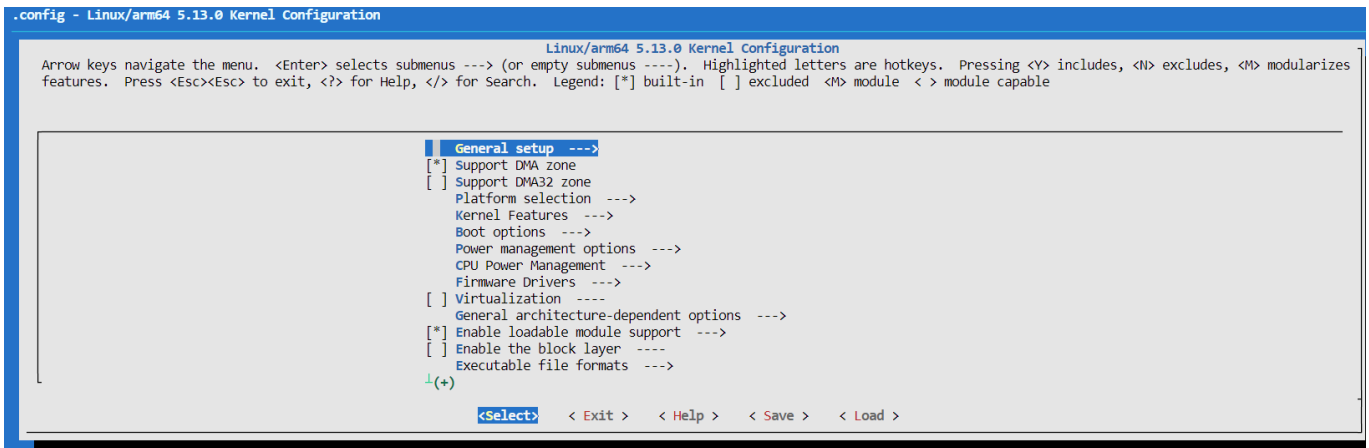 .config - Linux/arm64 5.13.0 Kernel Configuration
Linux/arm64 5.13.0 Kernel Configuration
Arrow keys navigate the menu.  <Enter> selects submenus ---> (or empty submenus ----).  Highlighted letters are hotkeys.  Pressing <Y> includes, <N> excludes, <M> modularizes
features.  Press <Esc><Esc> to exit, <?> for Help, </> for Search.  Legend: [*] built-in  [ ] excluded  <M> module  < > module capable
General setup  --->
[*] Support DMA zone
[ ] Support DMA32 zone
Platform selection  --->
Kernel Features  --->
Boot options  --->
Power management options  --->
CPU Power Management  --->
Firmware Drivers  --->
[ ] Virtualization  ----
General architecture-dependent options  --->
[*] Enable loadable module support  --->
[ ] Enable the block layer  ----
Executable file formats  --->
┴(+)
<Select>    < Exit >    < Help >    < Save >    < Load >